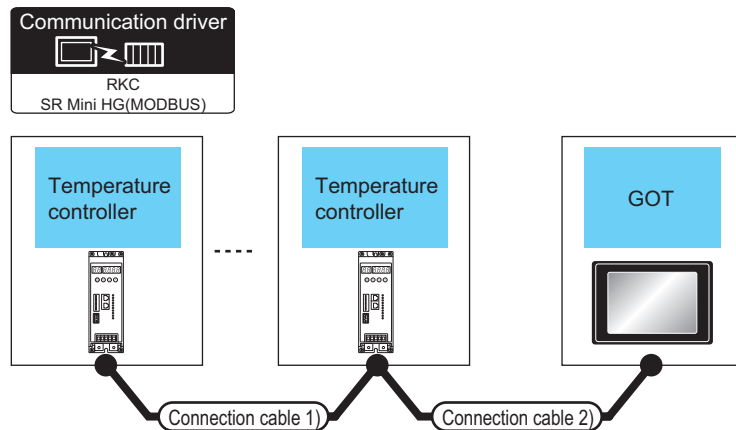 Communication driver
RKC
SR Mini HG(MODBUS)
Temperature
controller
Temperature
controller
GOT
Connection cable 1)
Connection cable 2)